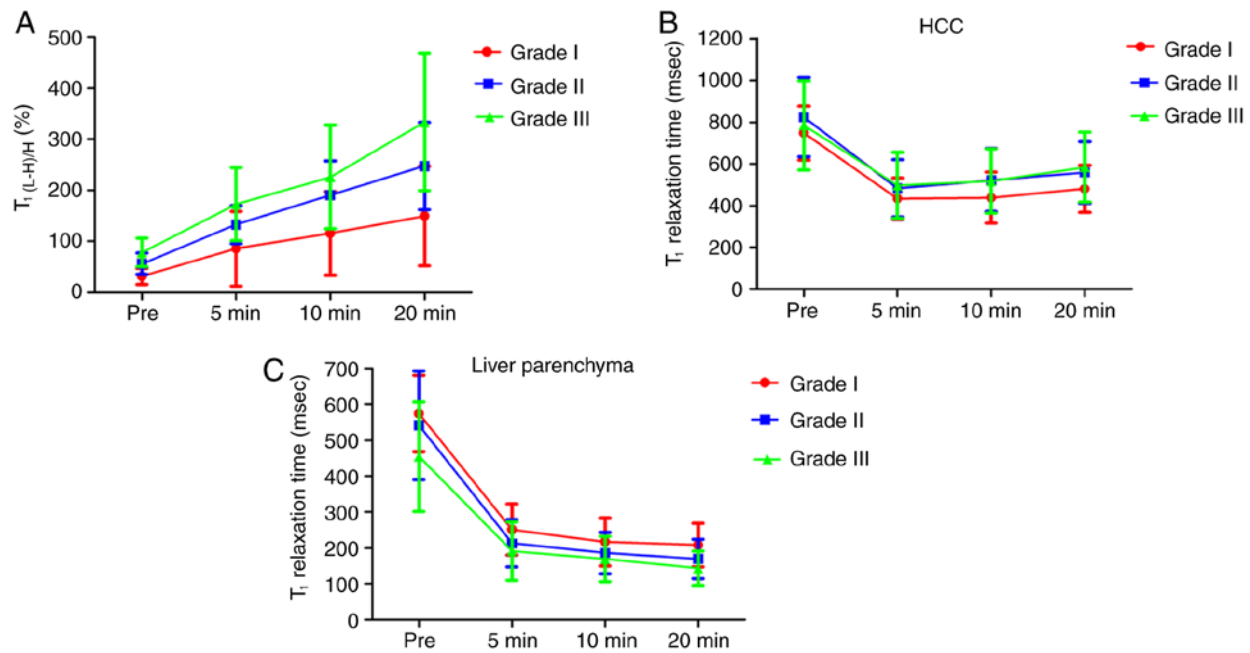 A
T₁ (L-H)/H (%)
500
400
300
200
100
0
Pre 5 min 10 min 20 min
Grade I
Grade II
Grade III
B
HCC
T₁ relaxation time (msec)
1200
1000
800
600
400
200
0
Pre 5 min 10 min 20 min
Grade I
Grade II
Grade III
C
Liver parenchyma
T₁ relaxation time (msec)
700
600
500
400
300
200
100
0
Pre 5 min 10 min 20 min
Grade I
Grade II
Grade III